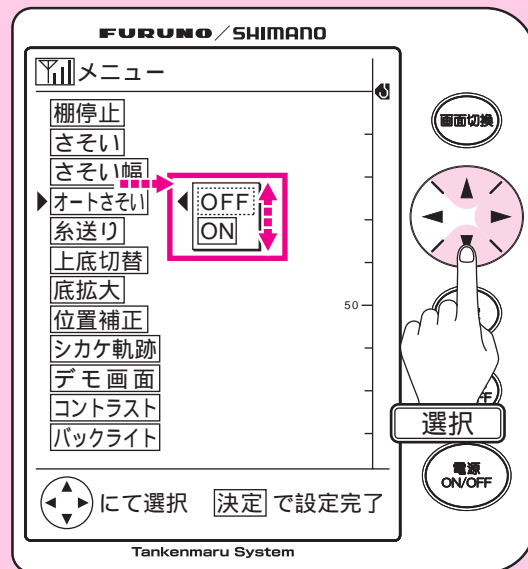 FURUNO/SHIMANO
メニュー
画面切換
棚停止
さそい
さそい幅
オートさそい
OFF
ON
糸送り
上底切替
底拡大
50
位置補正
シカケ軌跡
デモ画面
コントラスト
選択
バックライト
電源
ON/OFF
にて選択 決定 で設定完了
Tankenmaru System